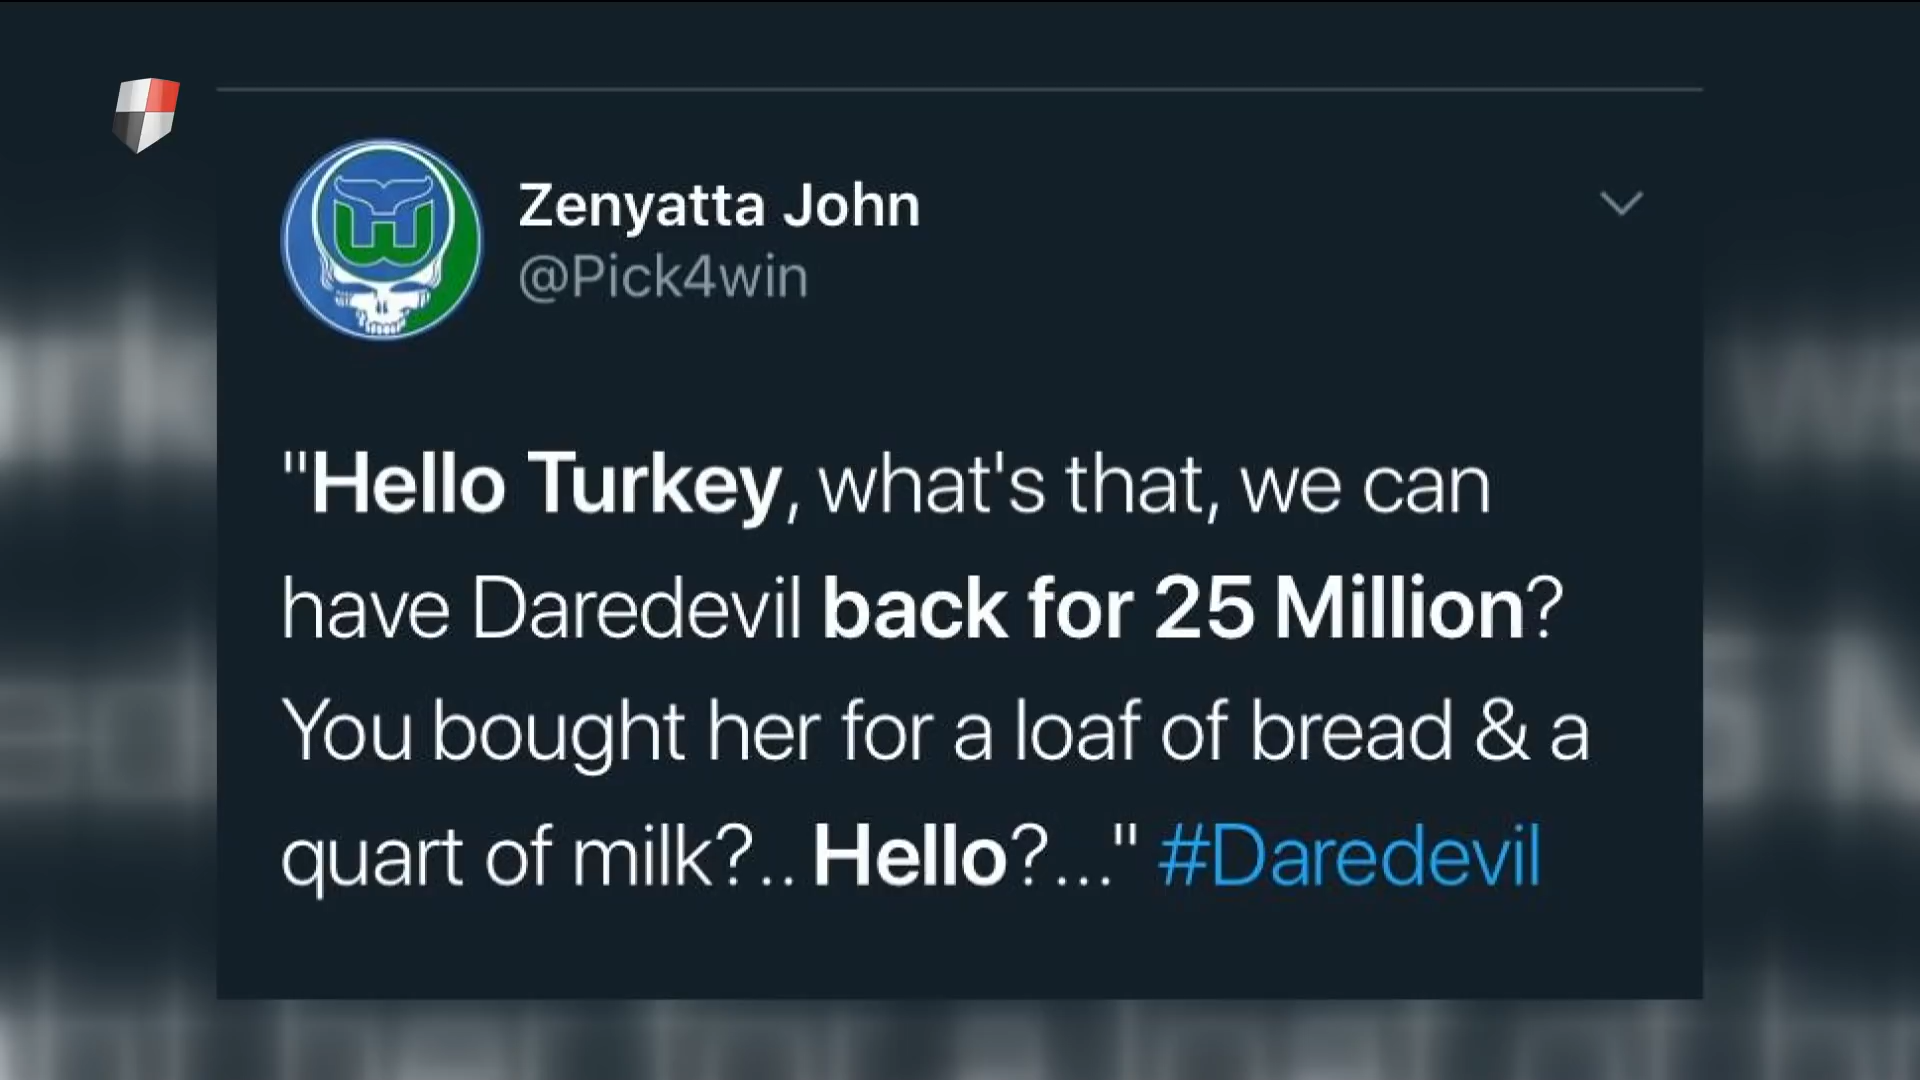 Zenyatta John
@Pick4win
"Hello Turkey, what's that, we can
have Daredevil back for 25 Million?
You bought her for a loaf of bread & a
quart of milk?.. Hello?..." #Daredevil